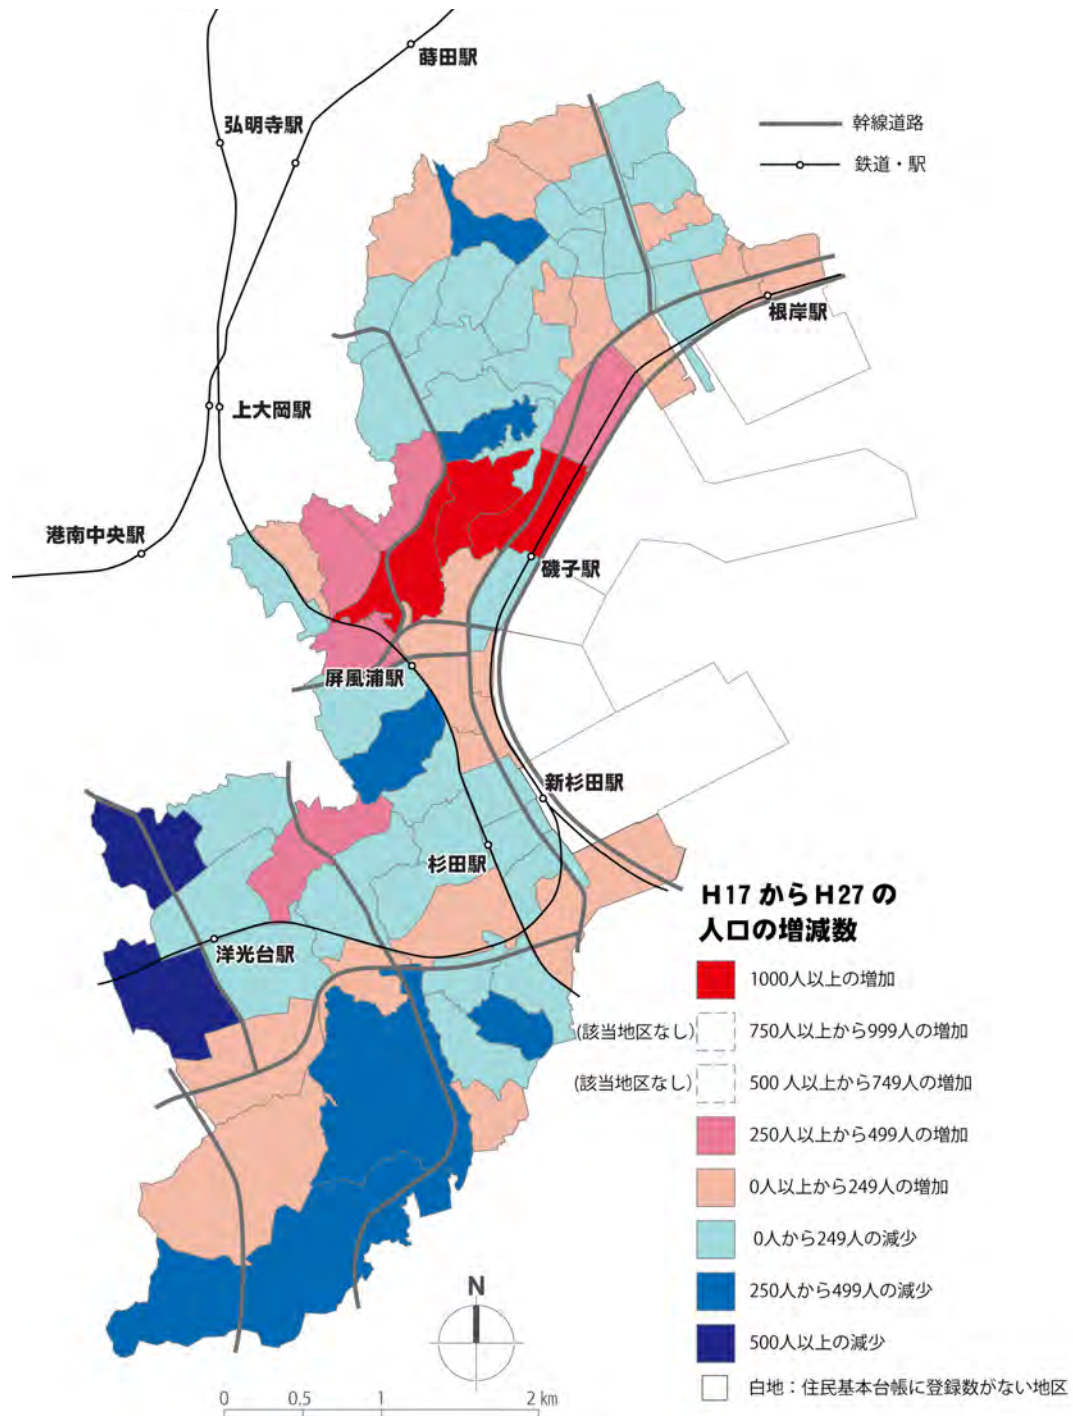 蒔田駅
弘明寺駅
幹線道路
鉄道・駅
根岸駅
上大岡駅
港南中央駅
磯子駅
屏風浦駅
新杉田駅
杉田駅
洋光台駅
H17からH27の
人口の増減数
1000人以上の増加
(該当地区なし) 750人以上から999人の増加
(該当地区なし) 500人以上から749人の増加
250人以上から499人の増加
0人以上から249人の増加
0人から249人の減少
250人から499人の減少
500人以上の減少
白地：住民基本台帳に登録数がない地区
N
0 0.5 1 2 km